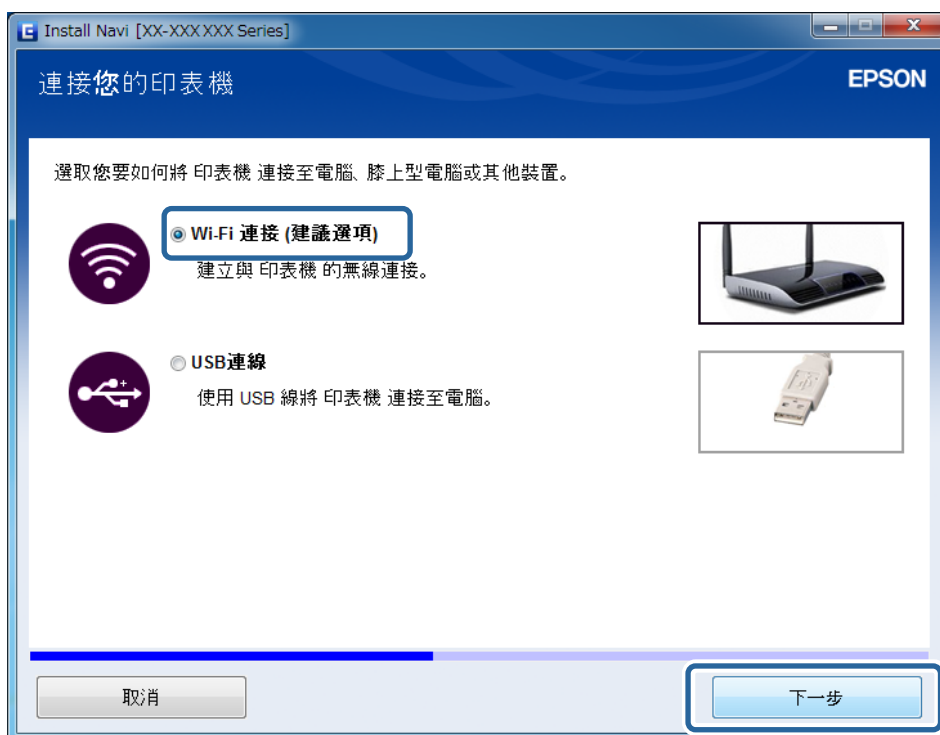 Install Navi [XX-XXX XXX Series]
連接您的印表機
EPSON
選取您要如何將 印表機 連接至電腦、膝上型電腦或其他裝置。
Wi-Fi 連接 (建議選項)
建立與 印表機 的無線連接。
USB連線
使用 USB 線將 印表機 連接至電腦。
取消
下一步